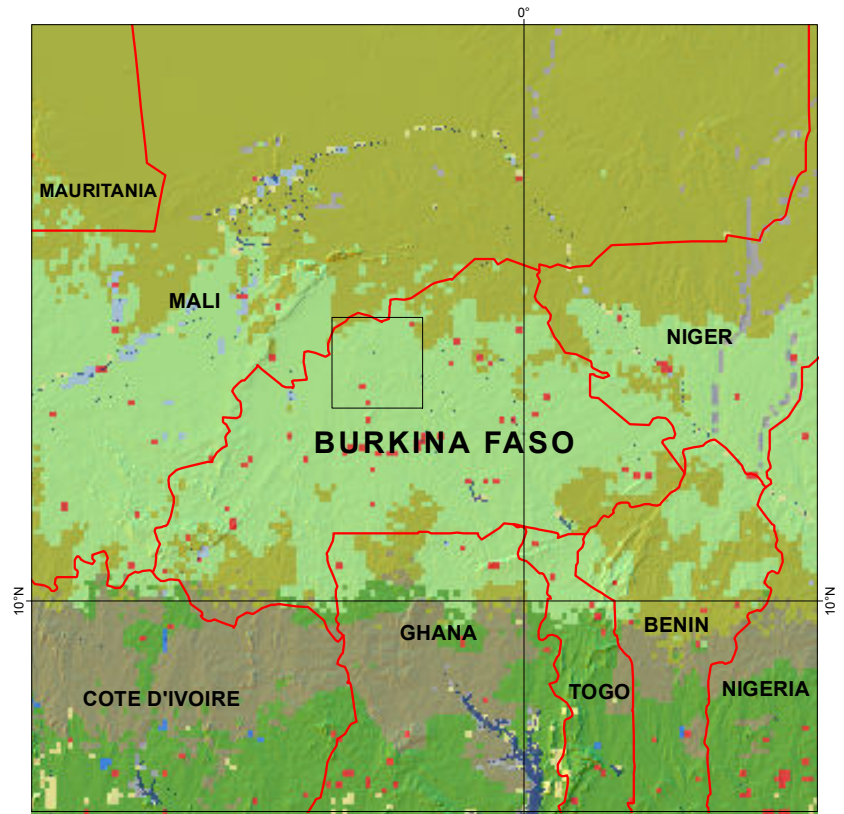 0°
MAURITANIA
MALI
NIGER
BURKINA FASO
10°N
10°N
GHANA
BENIN
COTE D'IVOIRE
TOGO
NIGERIA